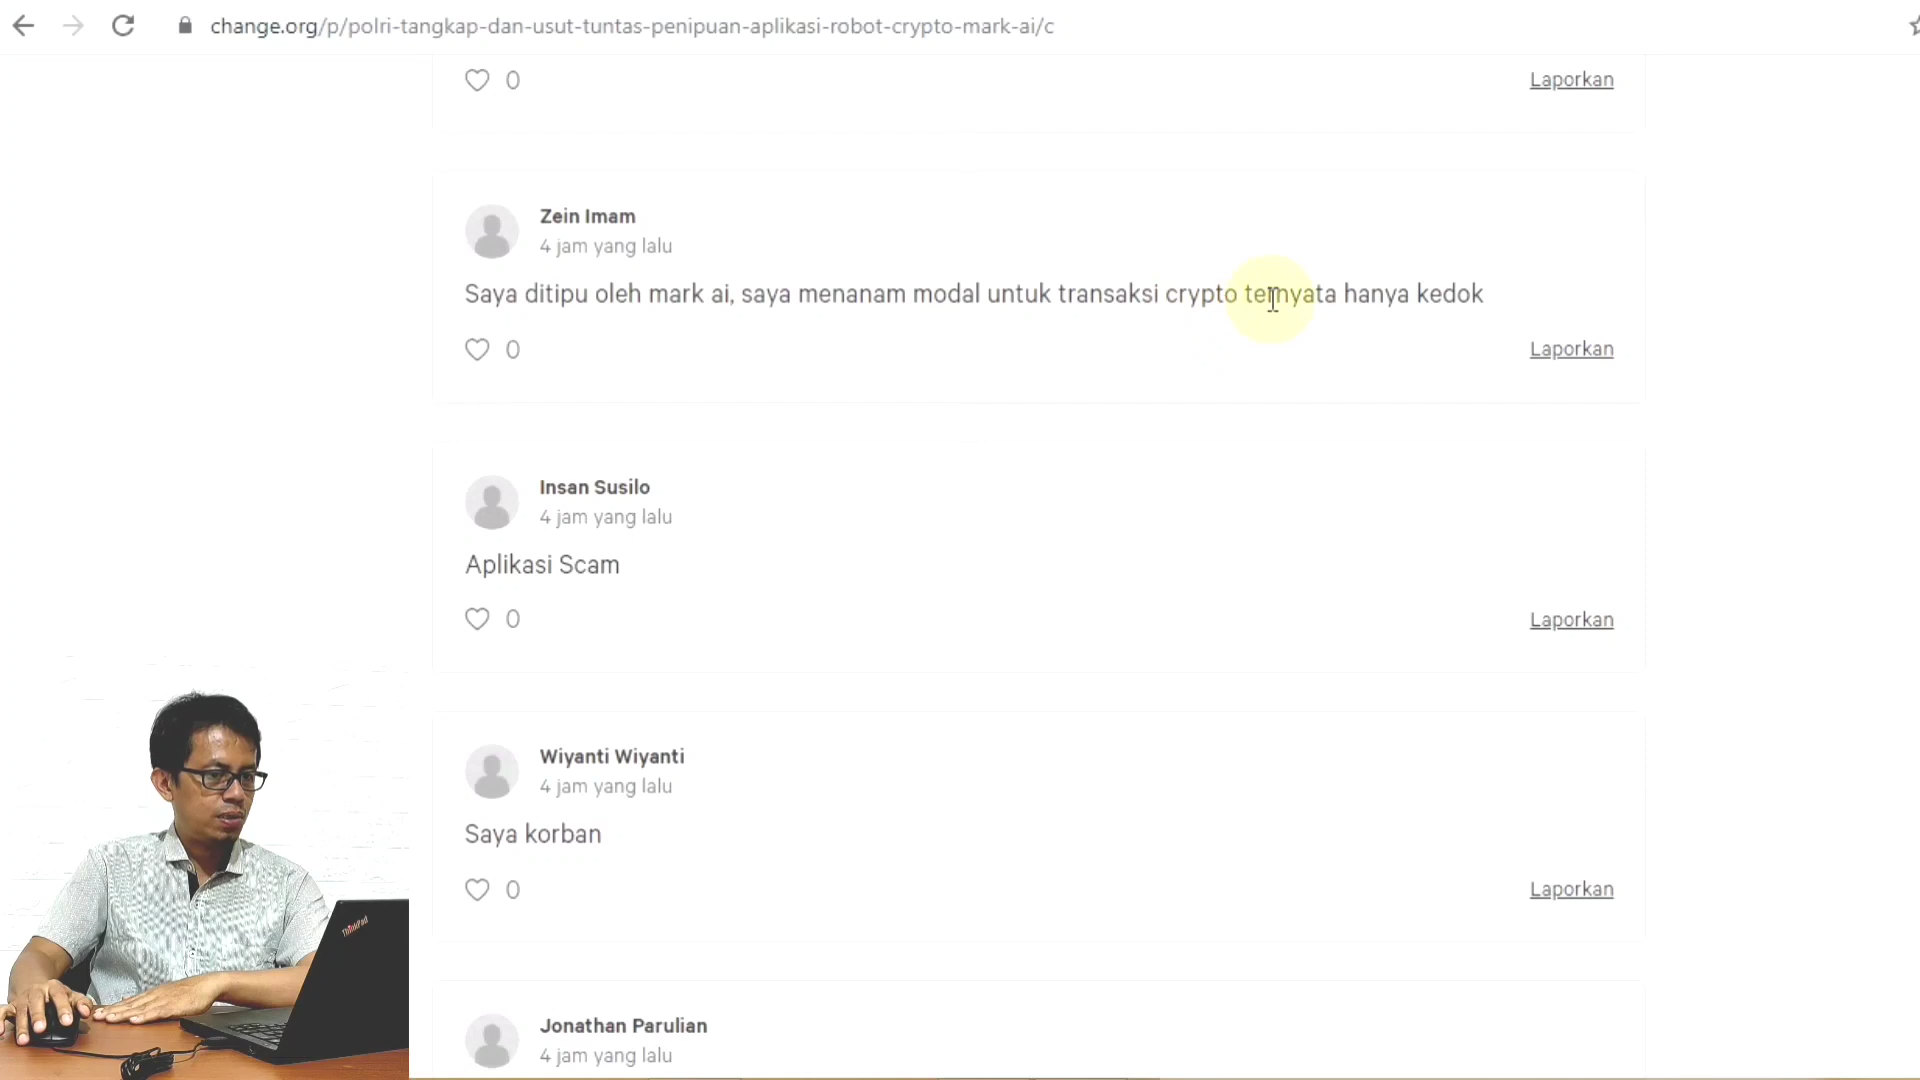 change.org/p/polri-tangkap-dan-usut-tuntas-penipuan-aplikasi-robot-crypto-mark-ai/c
0
Laporkan
Zein Imam
4 jam yang lalu
Saya ditipu oleh mark ai, saya menanam modal untuk transaksi crypto ternyata hanya kedok
0
Laporkan
Insan Susilo
4 jam yang lalu
Aplikasi Scam
0
Laporkan
Wiyanti Wiyanti
4 jam yang lalu
Saya korban
0
Laporkan
Jonathan Parulian
4 jam yang lalu
ThinkPad